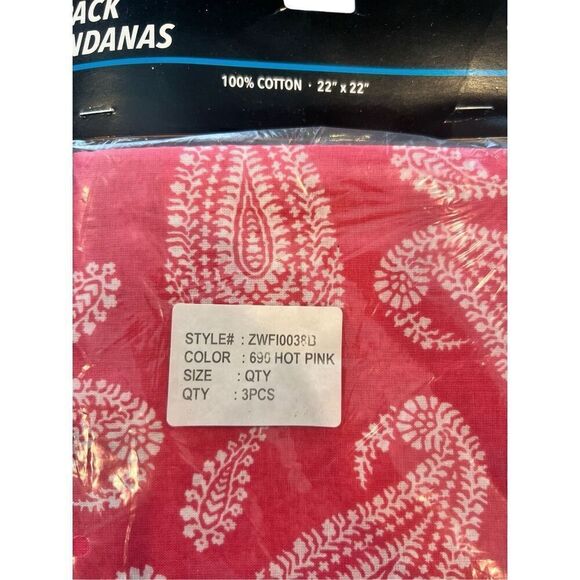 ACK
NDANAS
100% COTTON · 22" x 22"
STYLE# : ZWFI0038B
COLOR : 690 HOT PINK
SIZE : QTY
QTY : 3PCS